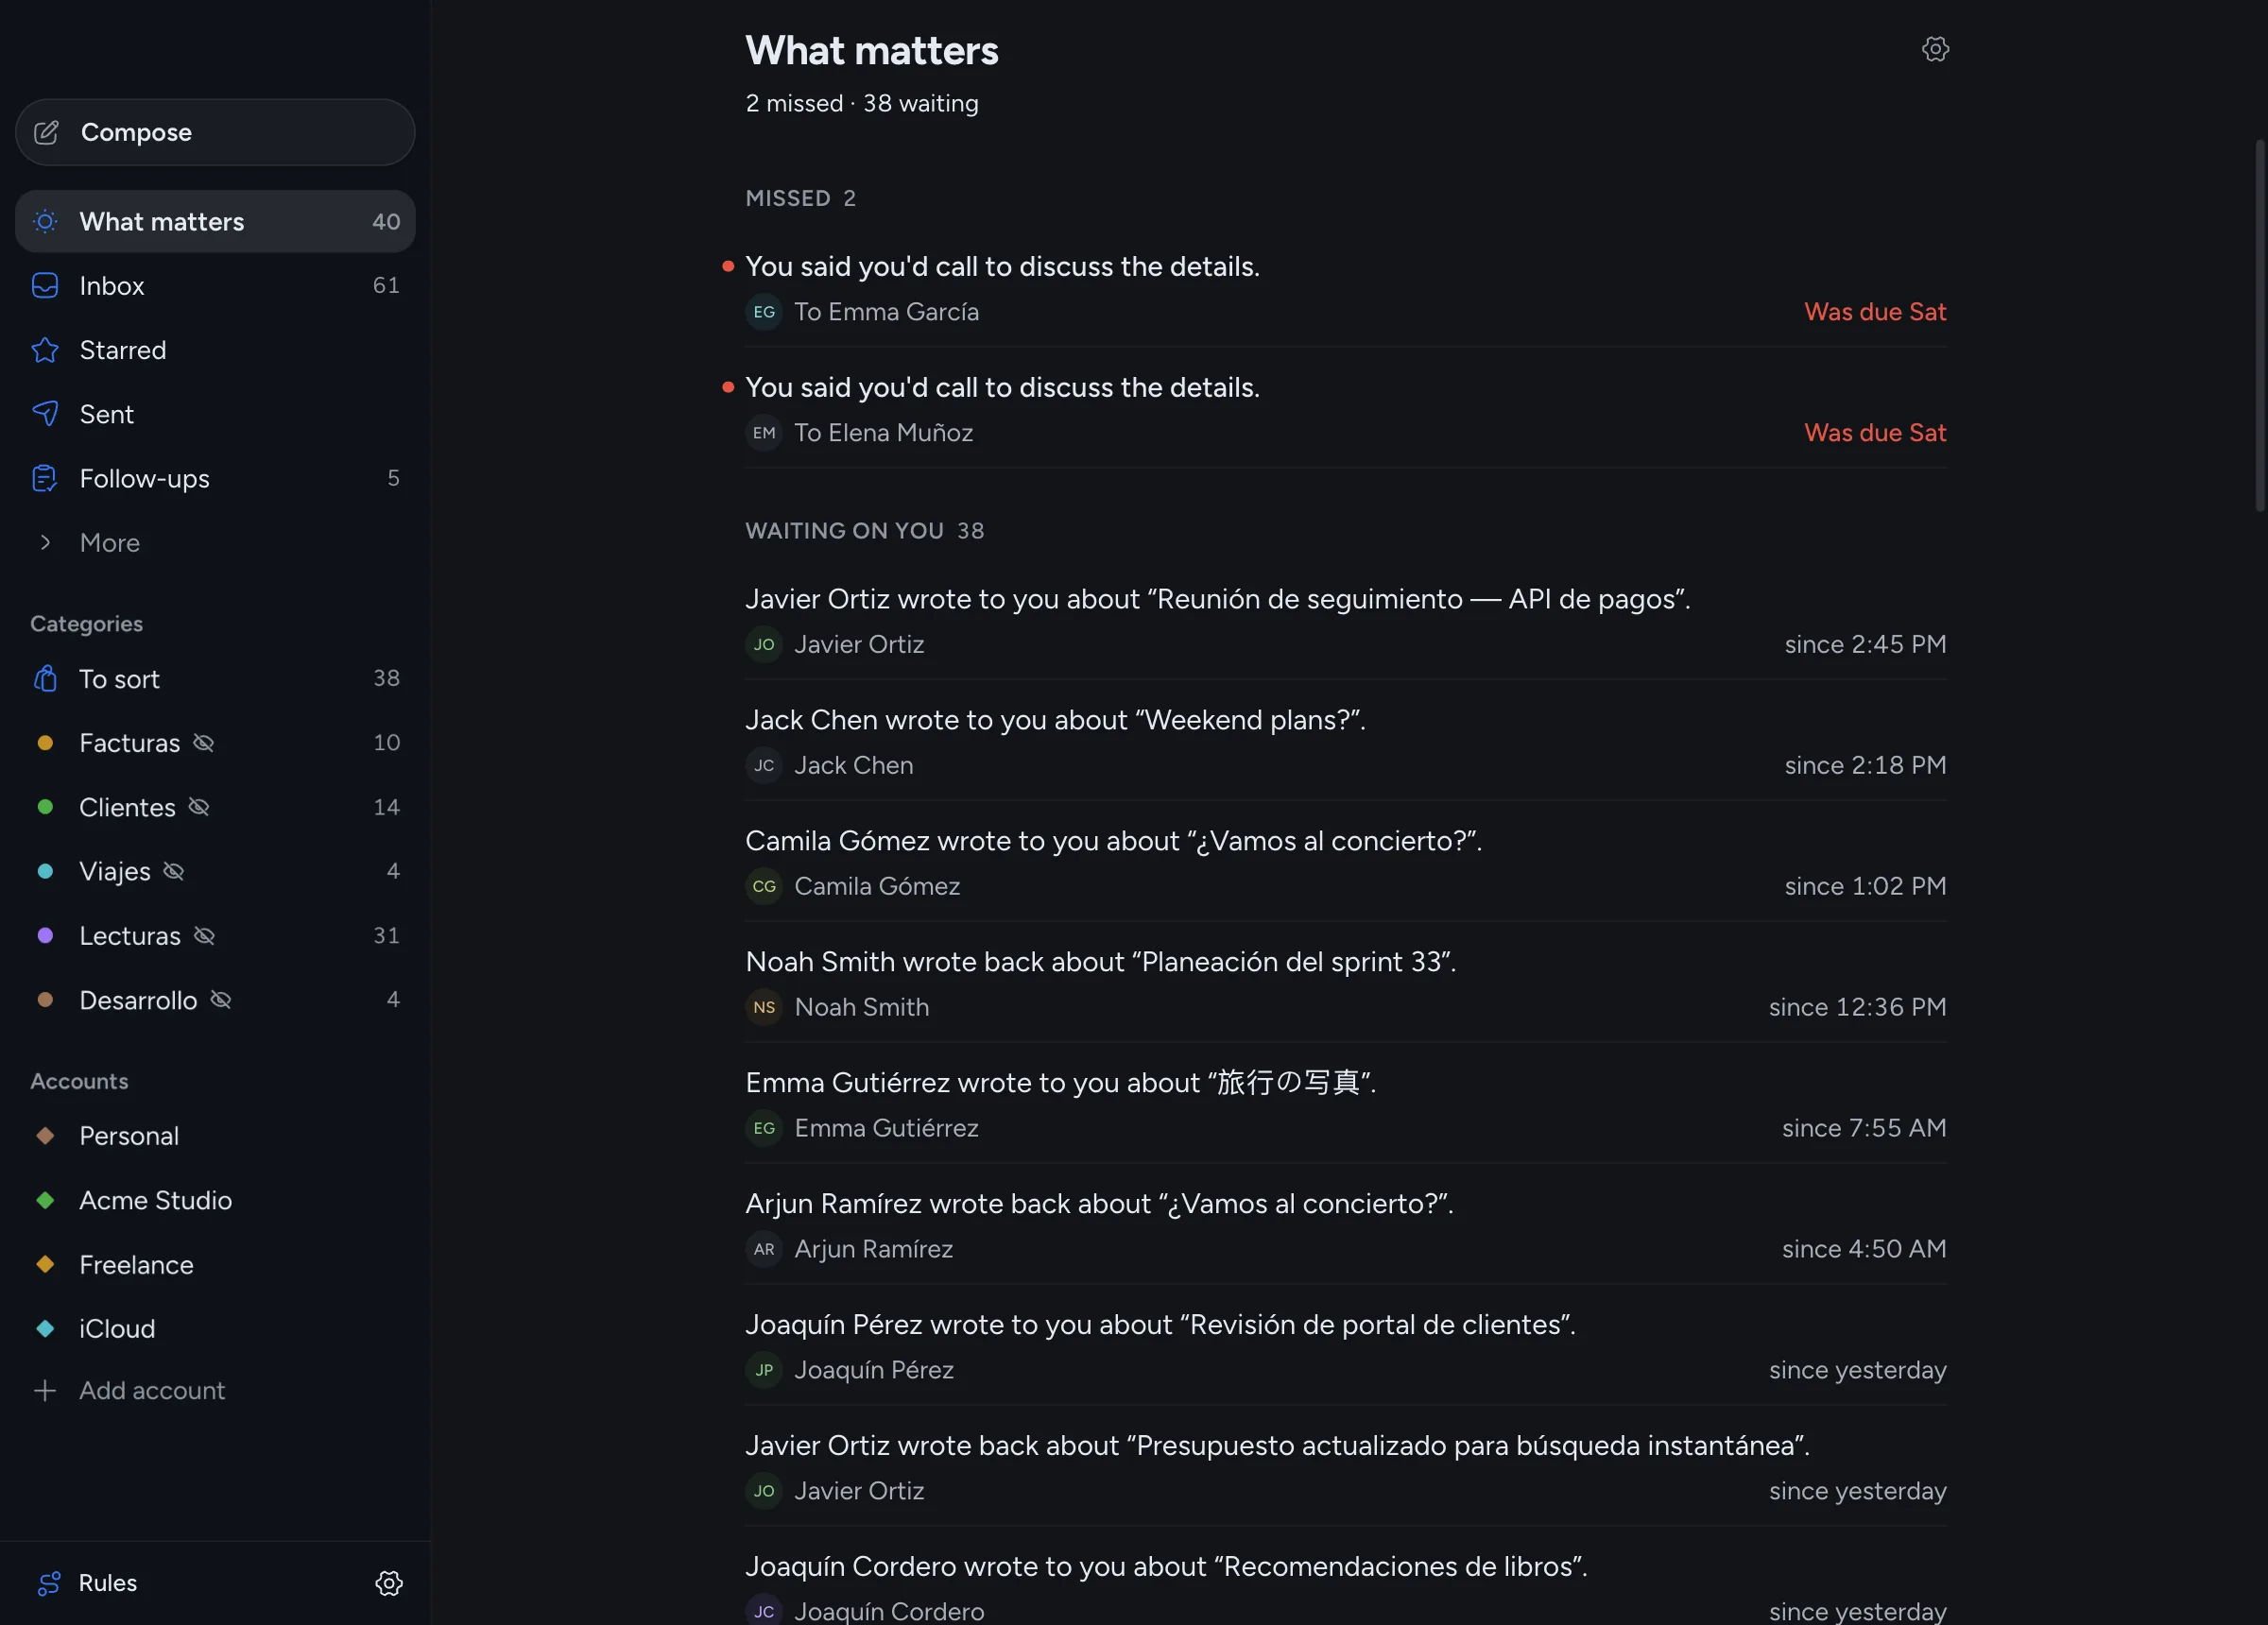 Compose
What matters 40
Inbox 61
Starred
Sent
Follow-ups 5
More
Categories
To sort 38
Facturas 10
Clientes 14
Viajes 4
Lecturas 31
Desarrollo 4
Accounts
Personal
Acme Studio
Freelance
iCloud
Add account
Rules
What matters
2 missed · 38 waiting
MISSED 2
You said you'd call to discuss the details.
EG To Emma García Was due Sat
You said you'd call to discuss the details.
EM To Elena Muñoz Was due Sat
WAITING ON YOU 38
Javier Ortiz wrote to you about “Reunión de seguimiento — API de pagos”.
JO Javier Ortiz since 2:45 PM
Jack Chen wrote to you about “Weekend plans?”.
JC Jack Chen since 2:18 PM
Camila Gómez wrote to you about “¿Vamos al concierto?”.
CG Camila Gómez since 1:02 PM
Noah Smith wrote back about “Planeación del sprint 33”.
NS Noah Smith since 12:36 PM
Emma Gutiérrez wrote to you about “旅行の写真”.
EG Emma Gutiérrez since 7:55 AM
Arjun Ramírez wrote back about “¿Vamos al concierto?”.
AR Arjun Ramírez since 4:50 AM
Joaquín Pérez wrote to you about “Revisión de portal de clientes”.
JP Joaquín Pérez since yesterday
Javier Ortiz wrote back about “Presupuesto actualizado para búsqueda instantánea”.
JO Javier Ortiz since yesterday
Joaquín Cordero wrote to you about “Recomendaciones de libros”.
JC Joaquín Cordero since yesterday